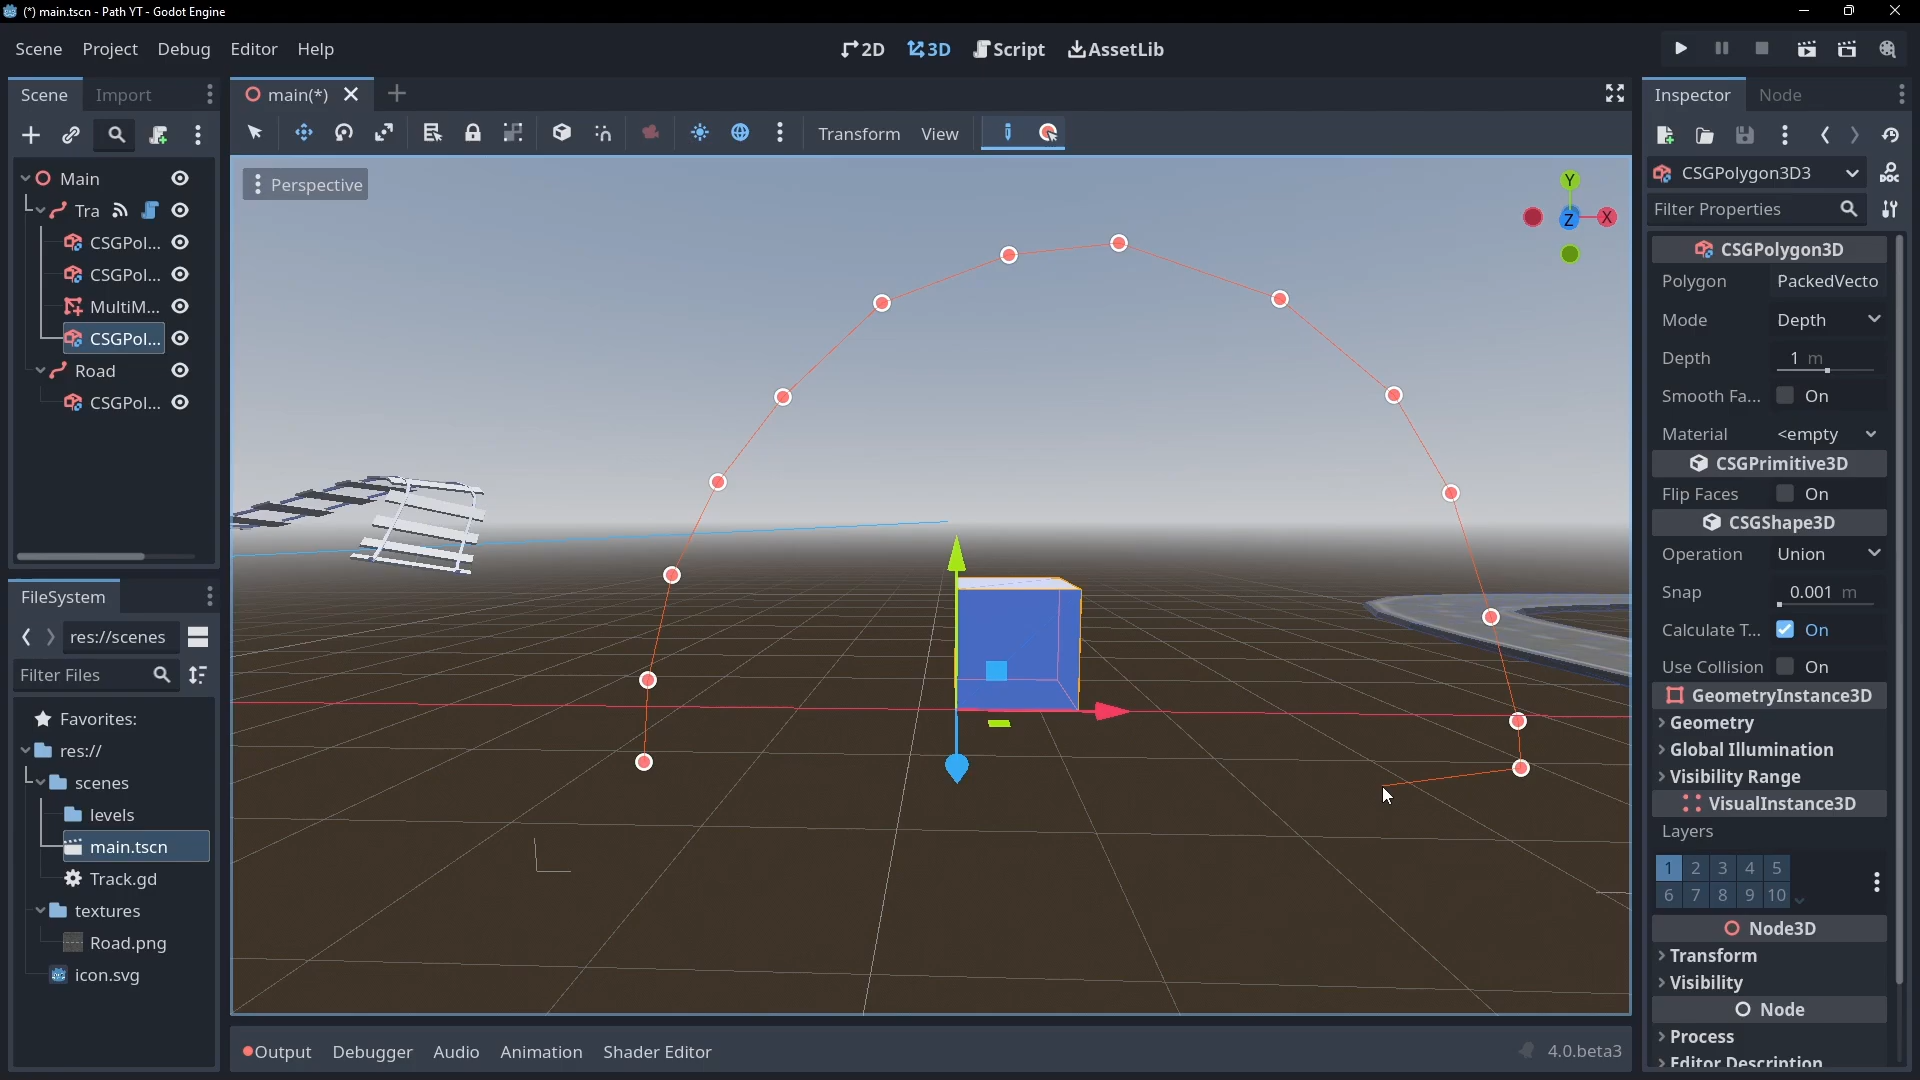 (*) main.tscn - Path YT - Godot Engine
Scene Project Debug Editor Help
2D 3D Script AssetLib
Scene Import
main(*)
Inspector Node
Transform View
Perspective
Y
Z X
Main
Tra
CSGPol...
CSGPol...
MultiM...
CSGPol...
Road
CSGPol...
FileSystem
res://scenes
Filter Files
Favorites:
res://
scenes
levels
main.tscn
Track.gd
textures
Road.png
icon.svg
Output Debugger Audio Animation Shader Editor
4.0.beta3
CSGPolygon3D3
DOC
Filter Properties
CSGPolygon3D
Polygon PackedVecto
Mode Depth
Depth 1 m
Smooth Fa... On
Material <empty
CSGPrimitive3D
Flip Faces On
CSGShape3D
Operation Union
Snap 0.001 m
Calculate T... On
Use Collision On
GeometryInstance3D
Geometry
Global Illumination
Visibility Range
VisualInstance3D
Layers
1 2 3 4 5
6 7 8 9 10
Node3D
Transform
Visibility
Node
Process
Editor Description